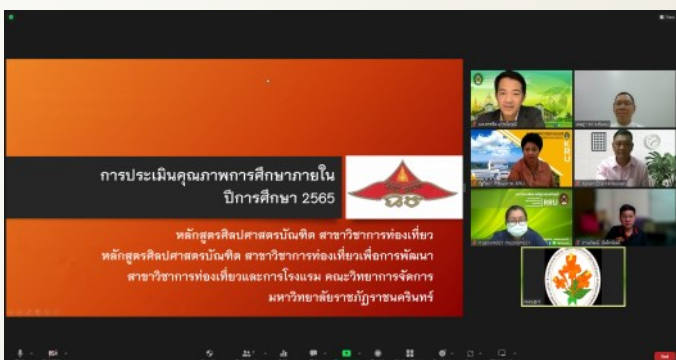 View
การประเมินคุณภาพการศึกษาภายใน
ปีการศึกษา 2565
หลักสูตรศิลปศาสตรบัณฑิต สาขาวิชาการท่องเที่ยว
หลักสูตรศิลปศาสตรบัณฑิต สาขาวิชาการท่องเที่ยวเพื่อการพัฒนา
สาขาวิชาการท่องเที่ยวและการโรงแรม คณะวิทยาการจัดการ
มหาวิทยาลัยราชภัฏราชนครินทร์
KRU
RRU
End